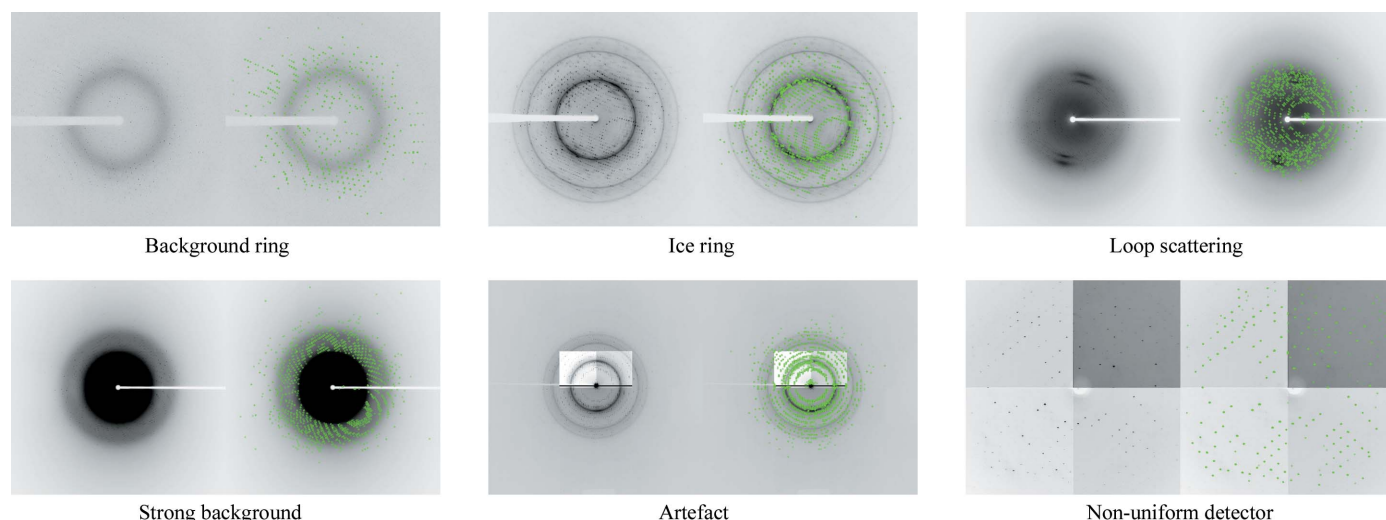 Background ring
Ice ring
Loop scattering
Strong background
Artefact
Non-uniform detector